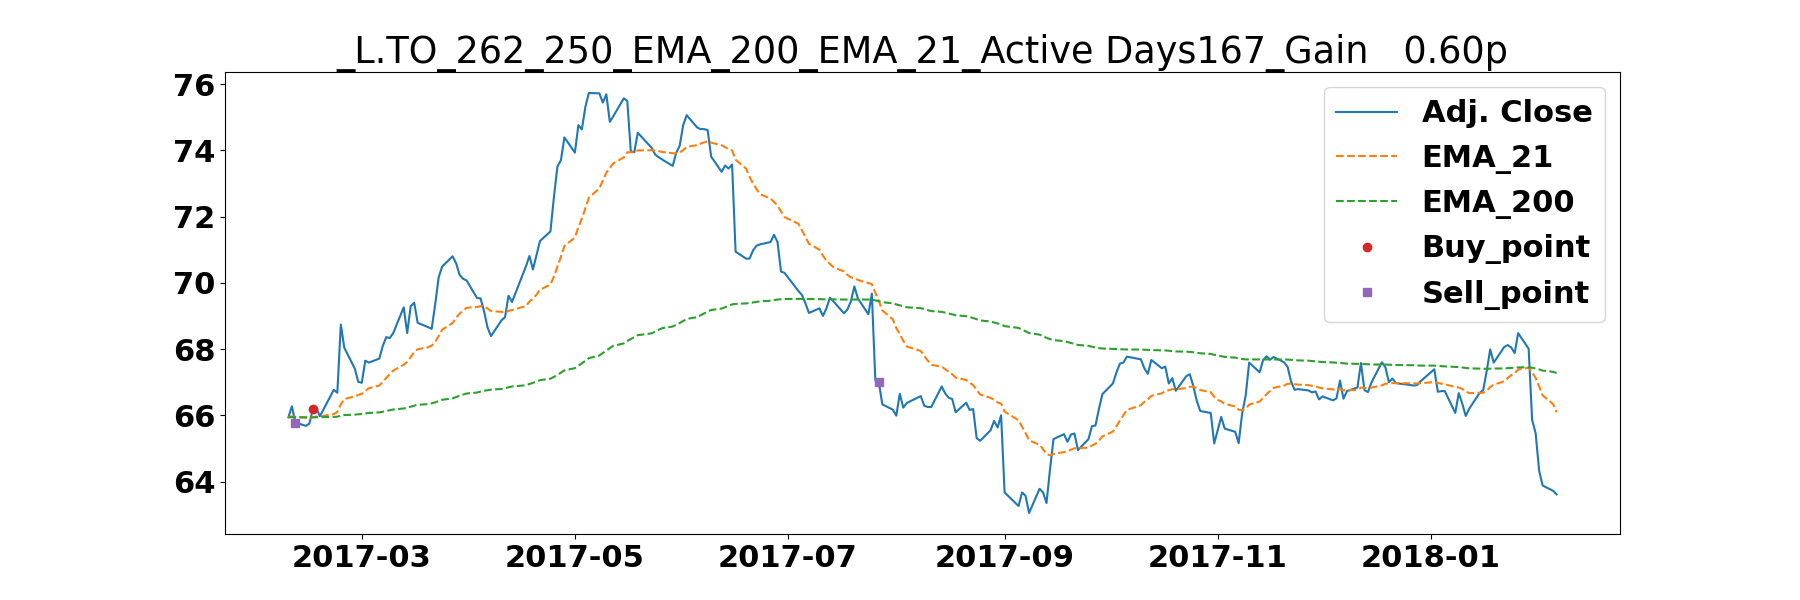 _L.TO_262_250_EMA_200_EMA_21_Active Days167_Gain   0.60p
76
74
72
70
68
66
64
Adj. Close
EMA_21
EMA_200
Buy_point
Sell_point
2017-03 2017-05 2017-07 2017-09 2017-11 2018-01